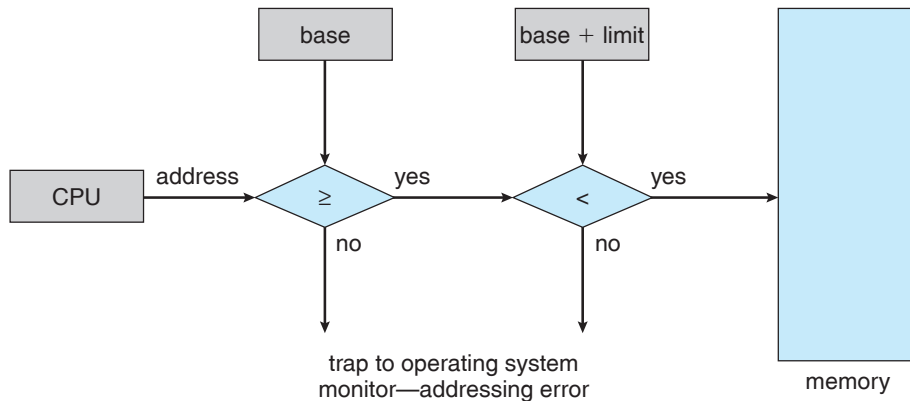 base
base + limit
CPU
address
≥
yes
<
yes
no
no
trap to operating system
monitor—addressing error
memory